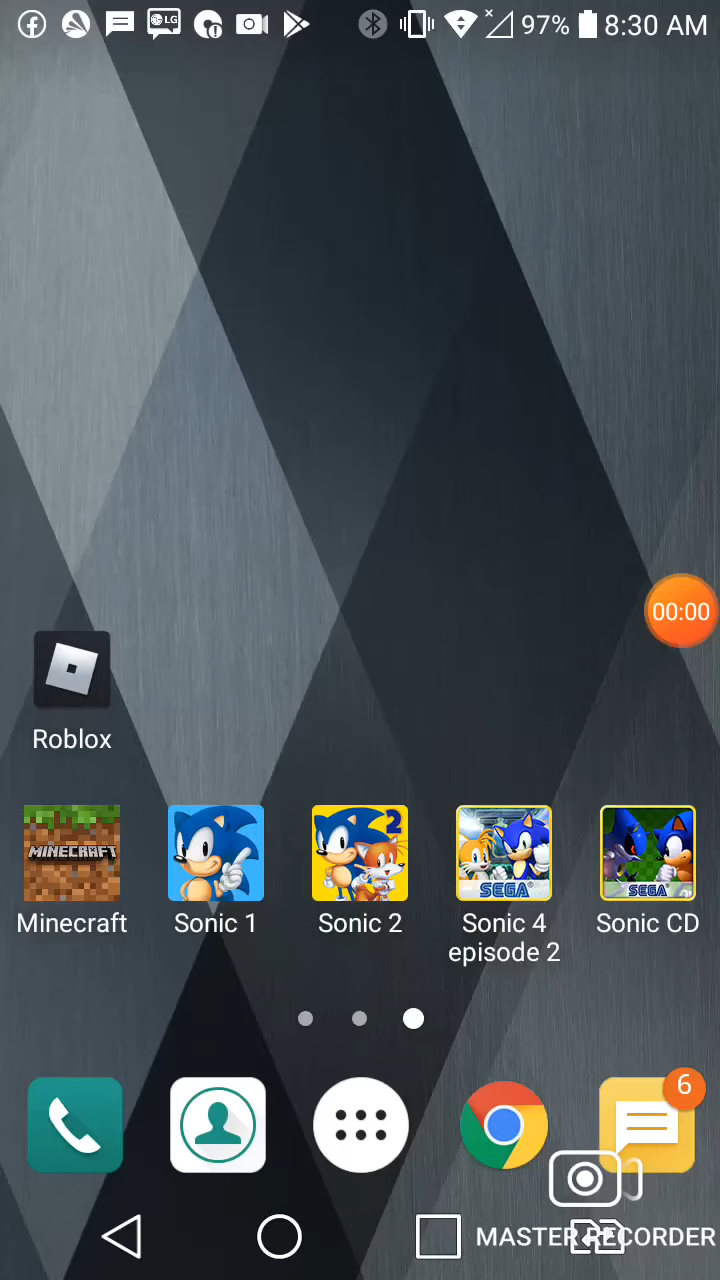 LG
97% 8:30 AM
00:00
Roblox
MINECRAFT
2
SEGA
SEGA
Minecraft
Sonic 1
Sonic 2
Sonic 4
episode 2
Sonic CD
6
MASTER RECORDER